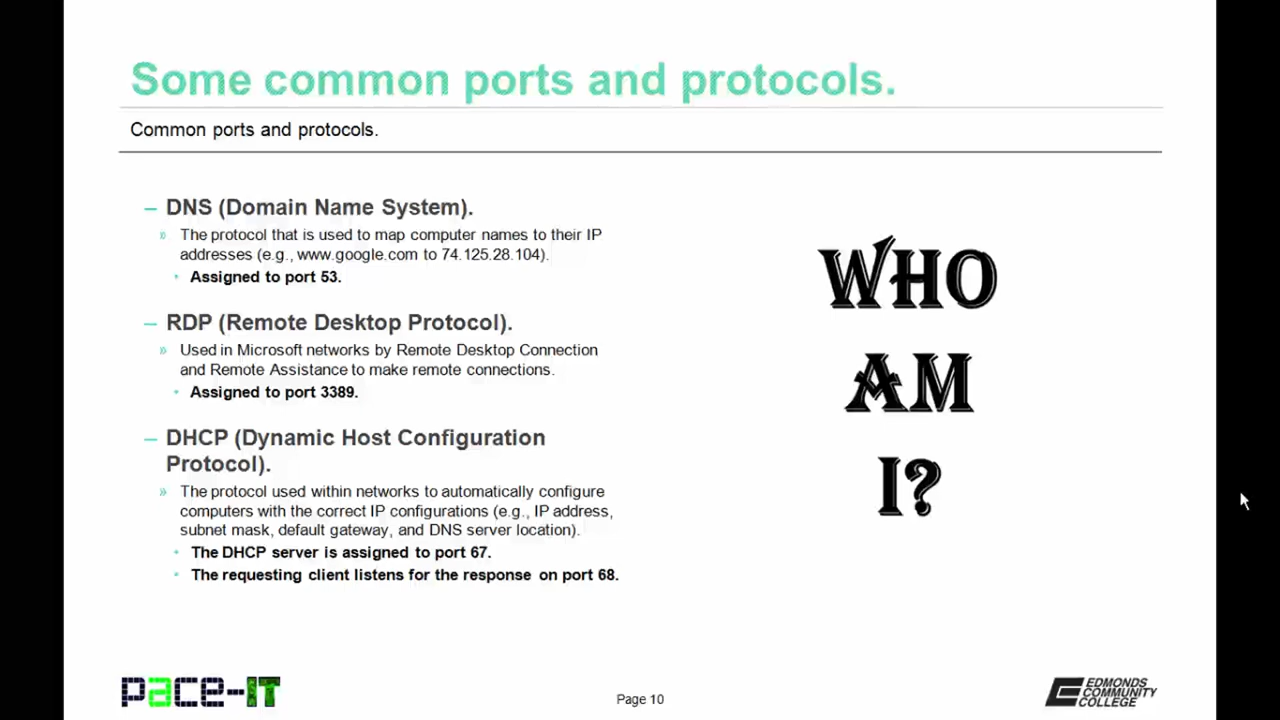 Some common ports and protocols.
Common ports and protocols.
– DNS (Domain Name System).
» The protocol that is used to map computer names to their IP
addresses (e.g., www.google.com to 74.125.28.104).
• Assigned to port 53.
– RDP (Remote Desktop Protocol).
» Used in Microsoft networks by Remote Desktop Connection
and Remote Assistance to make remote connections.
• Assigned to port 3389.
– DHCP (Dynamic Host Configuration
Protocol).
» The protocol used within networks to automatically configure
computers with the correct IP configurations (e.g., IP address,
subnet mask, default gateway, and DNS server location).
• The DHCP server is assigned to port 67.
• The requesting client listens for the response on port 68.
WHO
AM
I?
pace-IT
Page 10
EDMONDS
COMMUNITY
COLLEGE